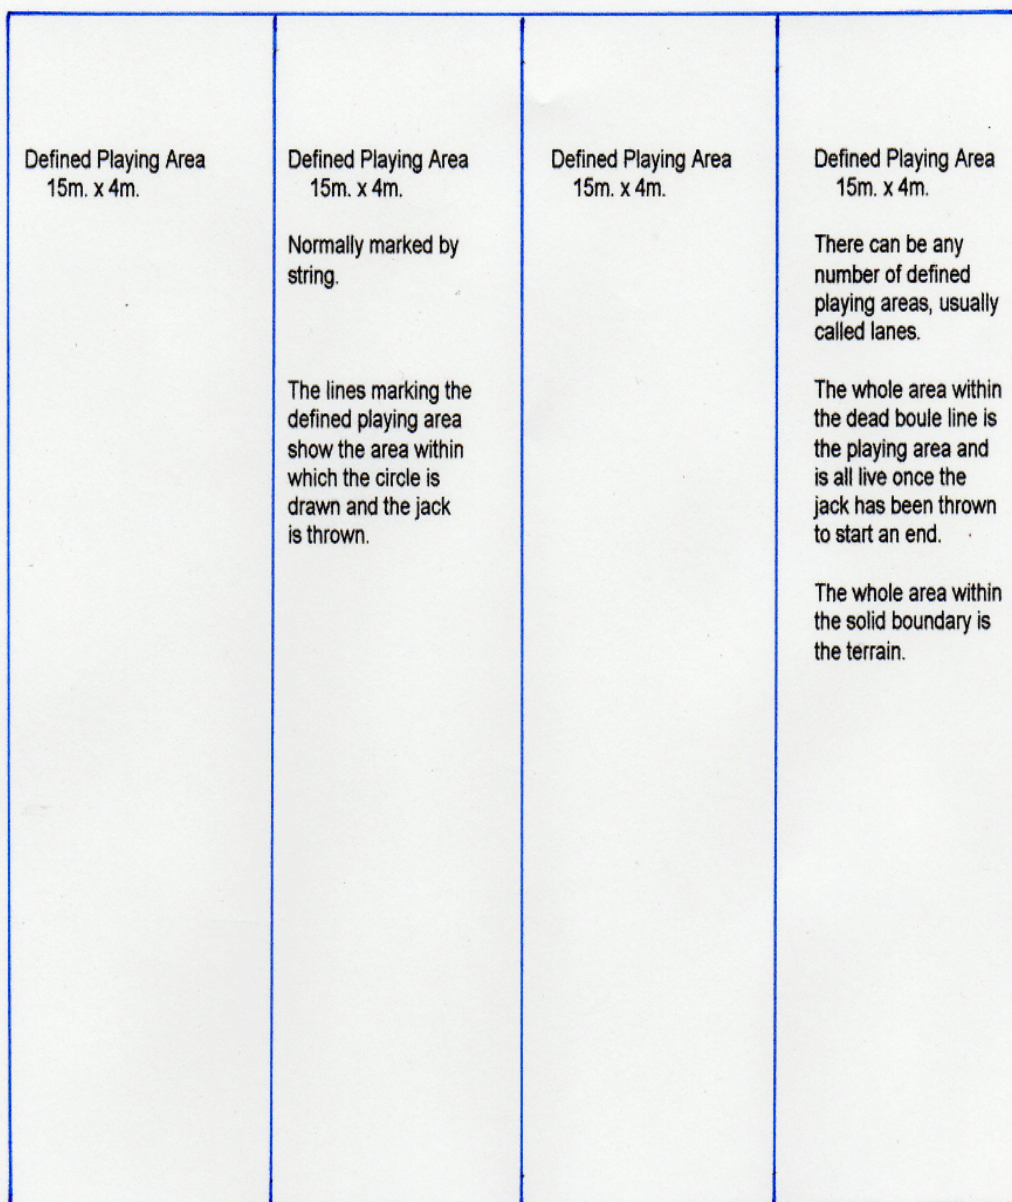 Defined Playing Area
15m. x 4m.
Defined Playing Area
15m. x 4m.
Normally marked by
string.
The lines marking the
defined playing area
show the area within
which the circle is
drawn and the jack
is thrown.
Defined Playing Area
15m. x 4m.
Defined Playing Area
15m. x 4m.
There can be any
number of defined
playing areas, usually
called lanes.
The whole area within
the dead boule line is
the playing area and
is all live once the
jack has been thrown
to start an end.
The whole area within
the solid boundary is
the terrain.